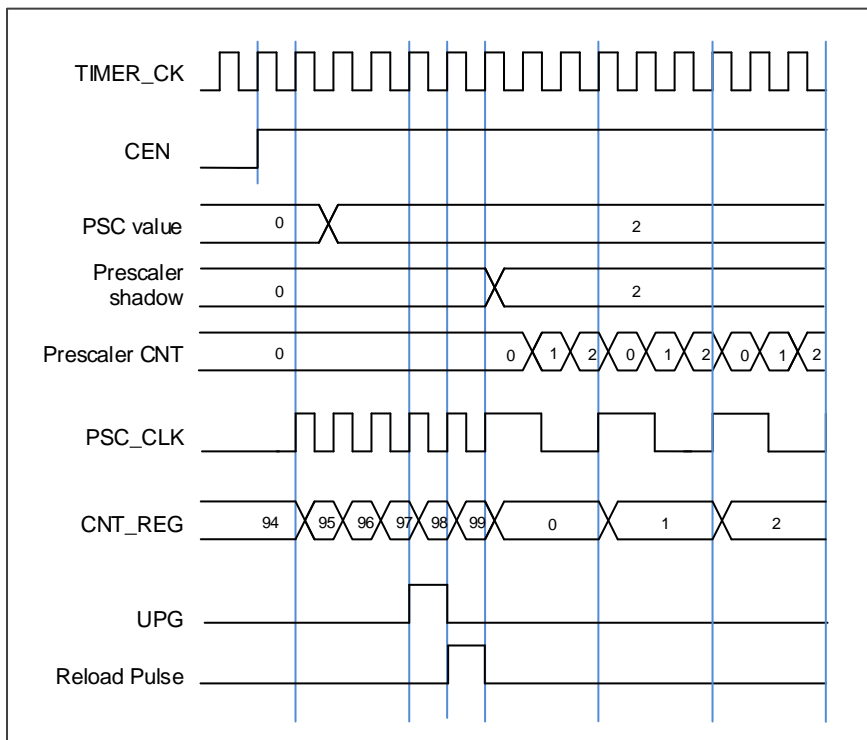 TIMER_CK
CEN
PSC value 0 2
Prescaler
shadow 0 2
Prescaler CNT 0 0 1 2 0 1 2 0 1 2
PSC_CLK
CNT_REG 94 95 96 97 98 99 0 1 2
UPG
Reload Pulse